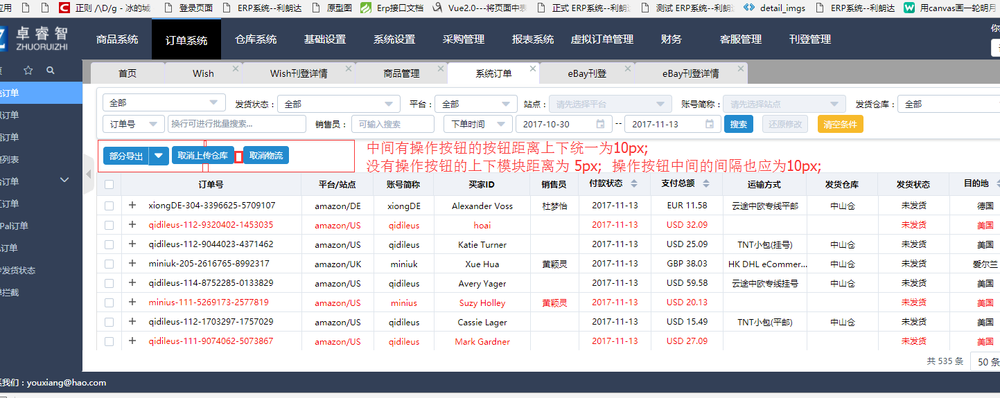 应用 正则 /\D/g - 冰的域 登录页面 ERP系统--利朗达 原型图 Erp接口文档 Vue2.0---将页面中表 正式 ERP系统--利朗 测试 ERP系统--利朗 detail_imgs ERP系统--利朗达 用canvas画一轮明月
卓睿智
ZHUORUIZHI
商品系统 订单系统 仓库系统 基础设置 系统设置 采购管理 报表系统 虚拟订单管理 财务 客服管理 刊登管理
你
首页 Wish Wish刊登详情 商品管理 系统订单 eBay刊登 eBay刊登详情
订单
订单
订单
列表
订单
订单
Pal订单
订单
发货状态
拦截
全部 发货状态： 全部 平台： 全部 站点： 请先选择平台 账号简称： 请先选择站点 发货仓库： 全部
订单号 换行可进行批量搜索... 销售员： 可输入搜索 下单时间 2017-10-30 -- 2017-11-13 搜索 还原修改 清空条件
部分导出 取消上传仓库 取消物流
中间有操作按钮的按钮距离上下统一为10px;
没有操作按钮的上下模块距离为 5px; 操作按钮中间的间隔也应为10px;
订单号 平台/站点 账号简称 买家ID 销售员 付款状态 支付总额 运输方式 发货仓库 发货状态 目的地
+ xiongDE-304-3396625-5709107 amazon/DE xiongDE Alexander Voss 杜梦怡 2017-11-13 EUR 11.58 云途中欧专线平邮 中山仓 未发货 德国
+ qidileus-112-9320402-1453035 amazon/US qidileus hoai 2017-11-13 USD 32.09 未发货 美国
+ qidileus-112-9044023-4371462 amazon/US qidileus Katie Turner 2017-11-13 USD 25.09 TNT小包(挂号) 中山仓 未发货 美国
+ miniuk-205-2616765-8992317 amazon/UK miniuk Xue Hua 黄颖灵 2017-11-13 GBP 38.03 HK DHL eCommer... 中山仓 未发货 爱尔兰
+ qidileus-114-8752285-0133829 amazon/US qidileus Avery Yager 2017-11-13 USD 59.58 云途中欧专线挂号 中山仓 未发货 美国
+ minius-111-5269173-2577819 amazon/US minius Suzy Holley 黄颖灵 2017-11-13 USD 20.13 未发货 美国
+ qidileus-112-1703297-1757029 amazon/US qidileus Cassie Lager 2017-11-13 USD 15.49 TNT小包(平邮) 中山仓 未发货 美国
+ qidileus-111-9074062-5073867 amazon/US qidileus Mark Gardner 2017-11-13 USD 27.09 未发货 美国
共 535 条 50 条
系我们：youxiang@hao.com